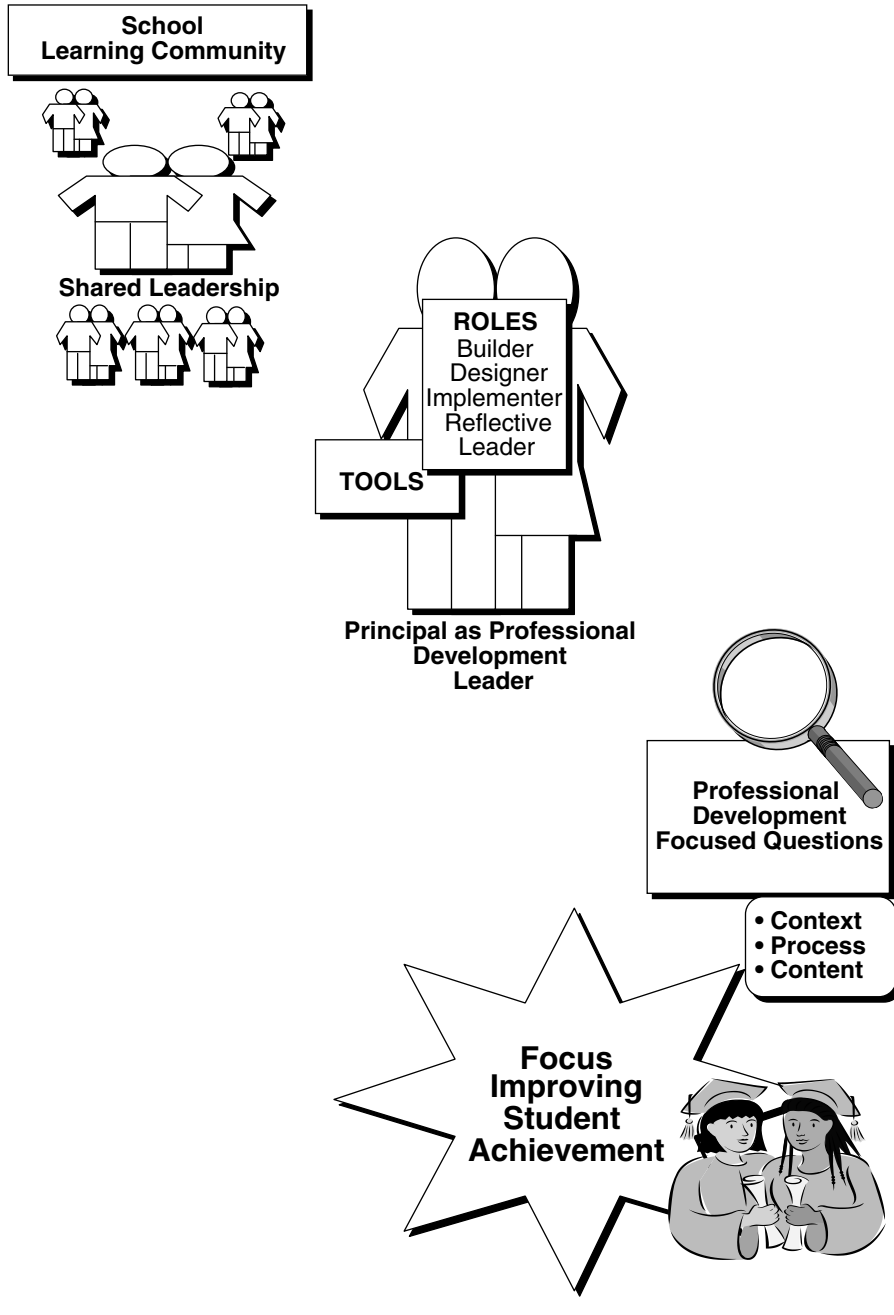 School
Learning Community
Shared Leadership
ROLES
Builder
Designer
Implementer
Reflective
Leader
TOOLS
Principal as Professional
Development
Leader
Professional
Development
Focused Questions
• Context
• Process
• Content
Focus
Improving
Student
Achievement